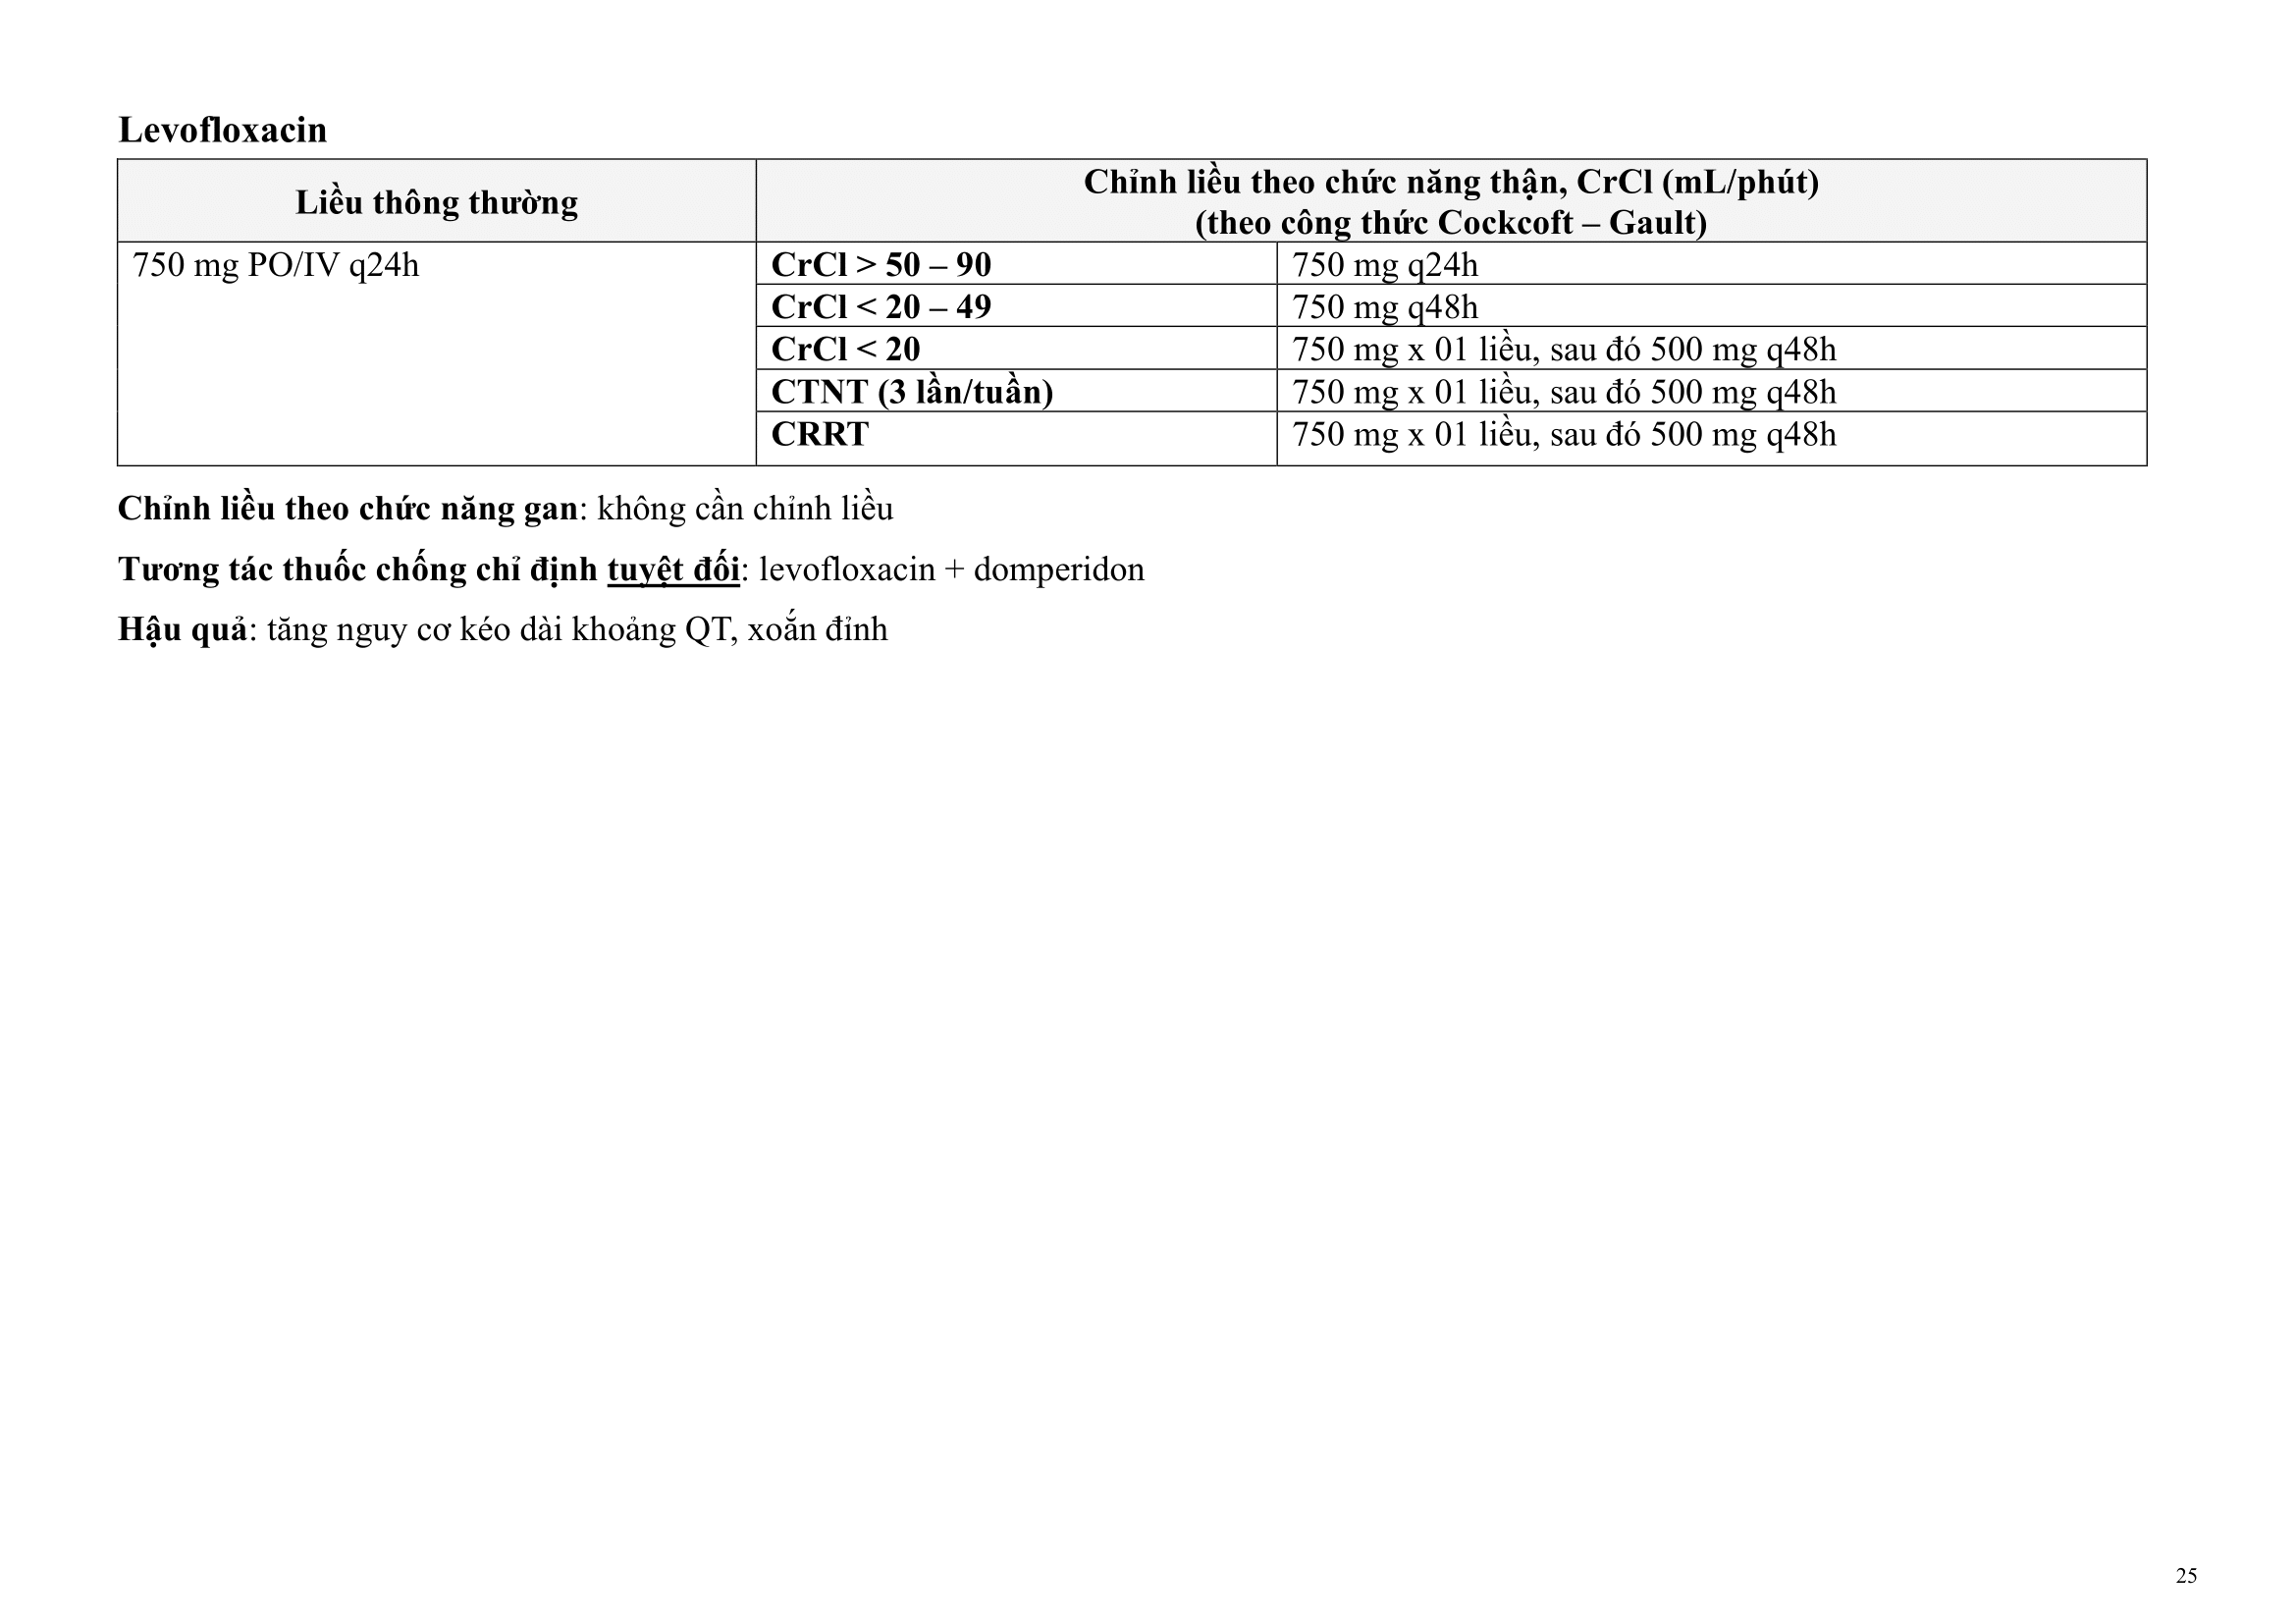 Levofloxacin
Liều thông thường
Chỉnh liều theo chức năng thận, CrCl (mL/phút)
(theo công thức Cockcoft – Gault)
750 mg PO/IV q24h
CrCl > 50 – 90
750 mg q24h
CrCl < 20 – 49
750 mg q48h
CrCl < 20
750 mg x 01 liều, sau đó 500 mg q48h
CTNT (3 lần/tuần)
750 mg x 01 liều, sau đó 500 mg q48h
CRRT
750 mg x 01 liều, sau đó 500 mg q48h
Chỉnh liều theo chức năng gan: không cần chỉnh liều
Tương tác thuốc chống chỉ định tuyệt đối: levofloxacin + domperidon
Hậu quả: tăng nguy cơ kéo dài khoảng QT, xoắn đỉnh
25